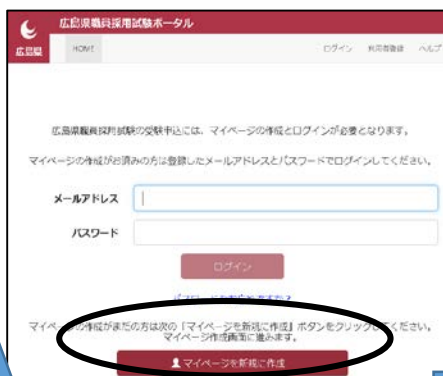 広島県職員採用試験ポータル
広島県
HOME
ログイン 利用者登録 ヘルプ
広島県職員採用試験の受験申込には、マイページの作成とログインが必要となります。
マイページの作成がお済みの方は登録したメールアドレスとパスワードでログインしてください。
メールアドレス
パスワード
ログイン
マイページの作成がまだの方は次の「マイページを新規に作成」ボタンをクリックしてください。
マイページ作成画面に進みます。
マイページを新規に作成